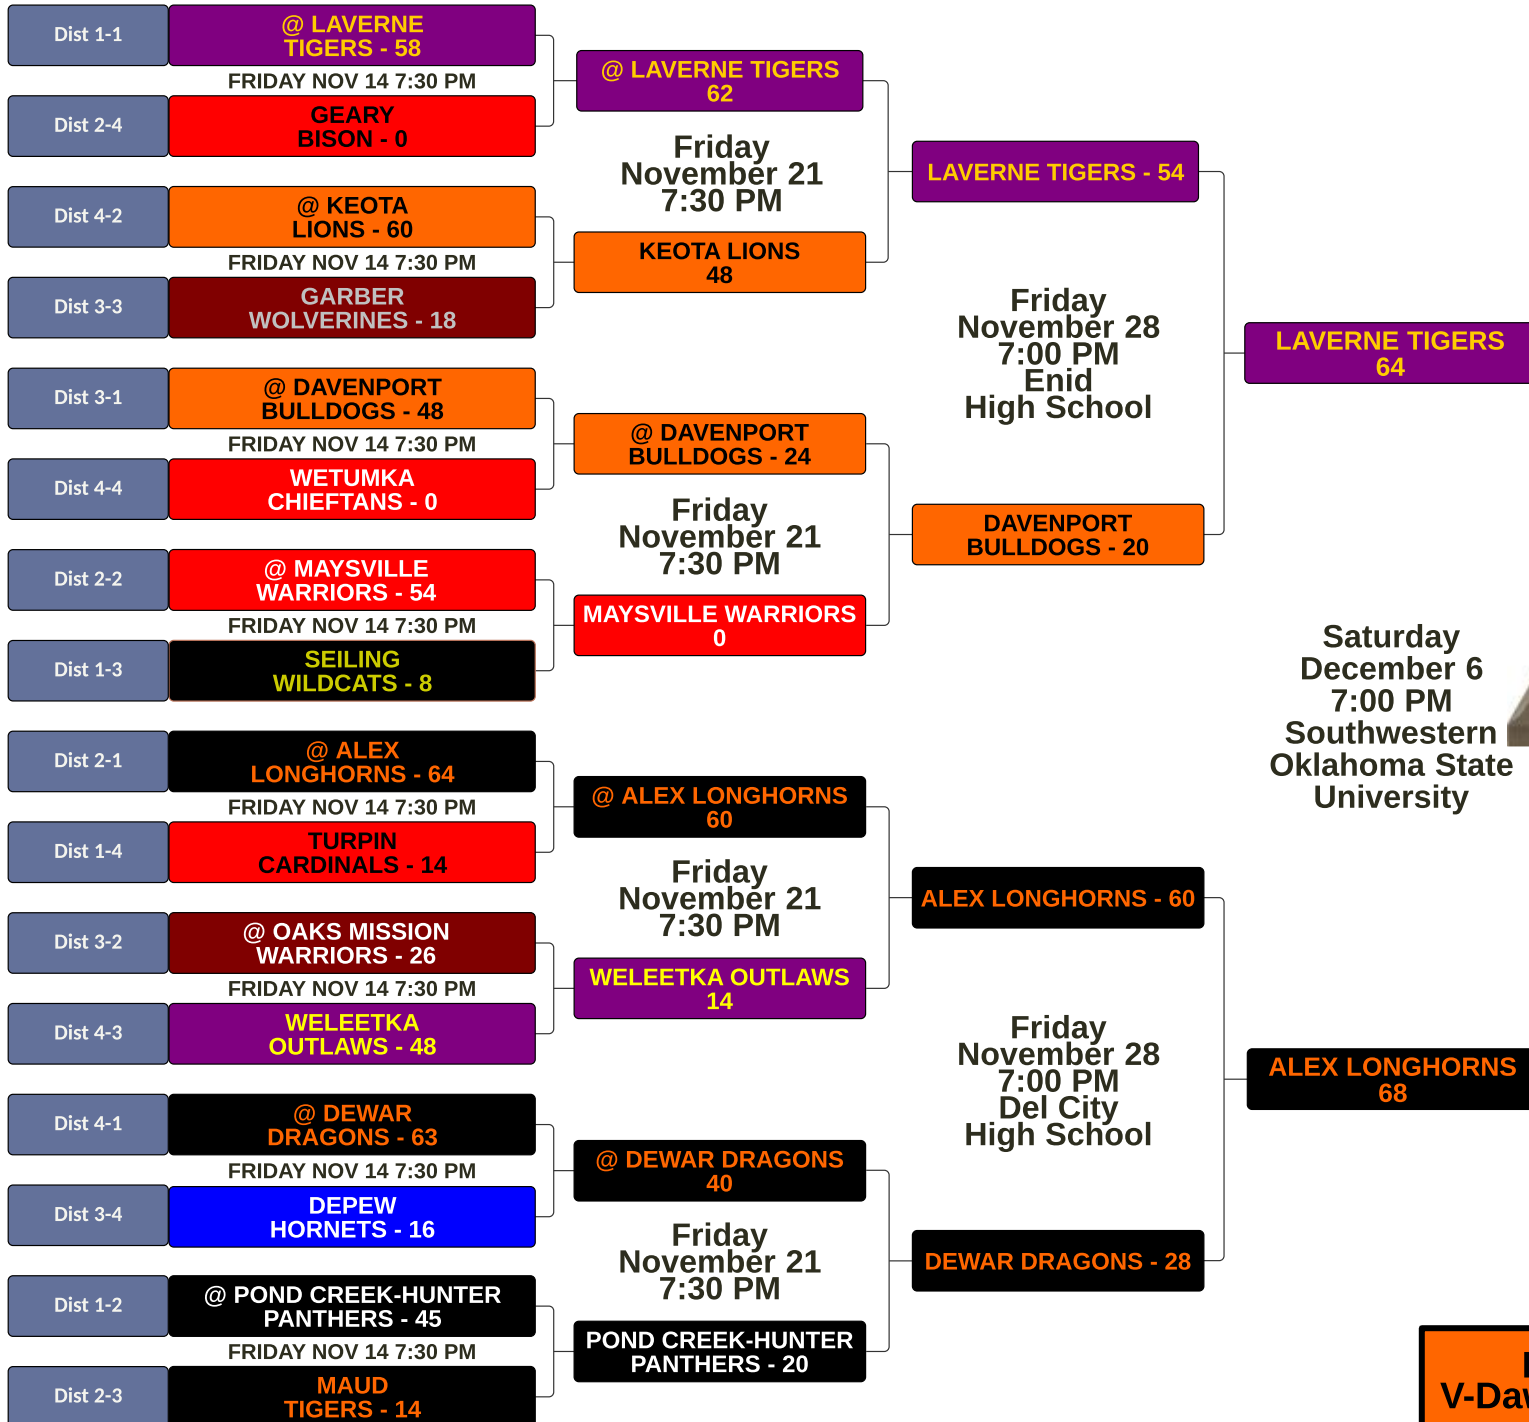 Dist 1-1
@ LAVERNE
TIGERS - 58
FRIDAY NOV 14 7:30 PM
Dist 2-4
GEARY
BISON - 0
Dist 4-2
@ KEOTA
LIONS - 60
FRIDAY NOV 14 7:30 PM
Dist 3-3
GARBER
WOLVERINES - 18
Dist 3-1
@ DAVENPORT
BULLDOGS - 48
FRIDAY NOV 14 7:30 PM
Dist 4-4
WETUMKA
CHIEFTANS - 0
Dist 2-2
@ MAYSVILLE
WARRIORS - 54
FRIDAY NOV 14 7:30 PM
Dist 1-3
SEILING
WILDCATS - 8
Dist 2-1
@ ALEX
LONGHORNS - 64
FRIDAY NOV 14 7:30 PM
Dist 1-4
TURPIN
CARDINALS - 14
Dist 3-2
@ OAKS MISSION
WARRIORS - 26
FRIDAY NOV 14 7:30 PM
Dist 4-3
WELEETKA
OUTLAWS - 48
Dist 4-1
@ DEWAR
DRAGONS - 63
FRIDAY NOV 14 7:30 PM
Dist 3-4
DEPEW
HORNETS - 16
Dist 1-2
@ POND CREEK-HUNTER
PANTHERS - 45
FRIDAY NOV 14 7:30 PM
Dist 2-3
MAUD
TIGERS - 14
@ LAVERNE TIGERS
62
Friday
November 21
7:30 PM
KEOTA LIONS
48
@ DAVENPORT
BULLDOGS - 24
Friday
November 21
7:30 PM
MAYSVILLE WARRIORS
0
@ ALEX LONGHORNS
60
Friday
November 21
7:30 PM
WELEETKA OUTLAWS
14
@ DEWAR DRAGONS
40
Friday
November 21
7:30 PM
POND CREEK-HUNTER
PANTHERS - 20
LAVERNE TIGERS - 54
Friday
November 28
7:00 PM
Enid
High School
DAVENPORT
BULLDOGS - 20
ALEX LONGHORNS - 60
Friday
November 28
7:00 PM
Del City
High School
DEWAR DRAGONS - 28
LAVERNE TIGERS
64
Saturday
December 6
7:00 PM
Southwestern
Oklahoma State
University
ALEX LONGHORNS
68